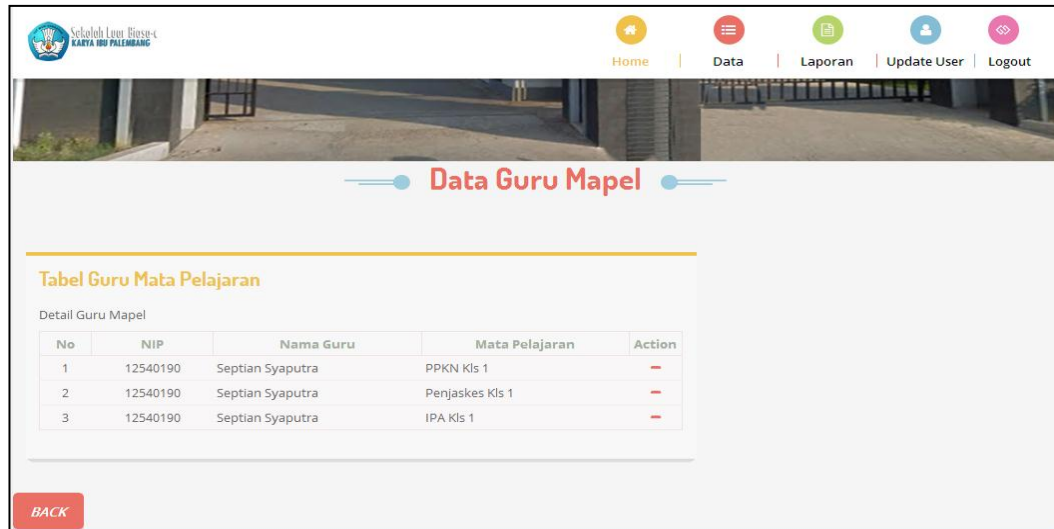 Sekolah Luar Biasa-c
KARYA IBU PALEMBANG
Home
Data
Laporan
Update User
Logout
Data Guru Mapel
Tabel Guru Mata Pelajaran
Detail Guru Mapel
No NIP Nama Guru Mata Pelajaran Action
1 12540190 Septian Syaputra PPKN Kls 1
2 12540190 Septian Syaputra Penjaskes Kls 1
3 12540190 Septian Syaputra IPA Kls 1
BACK